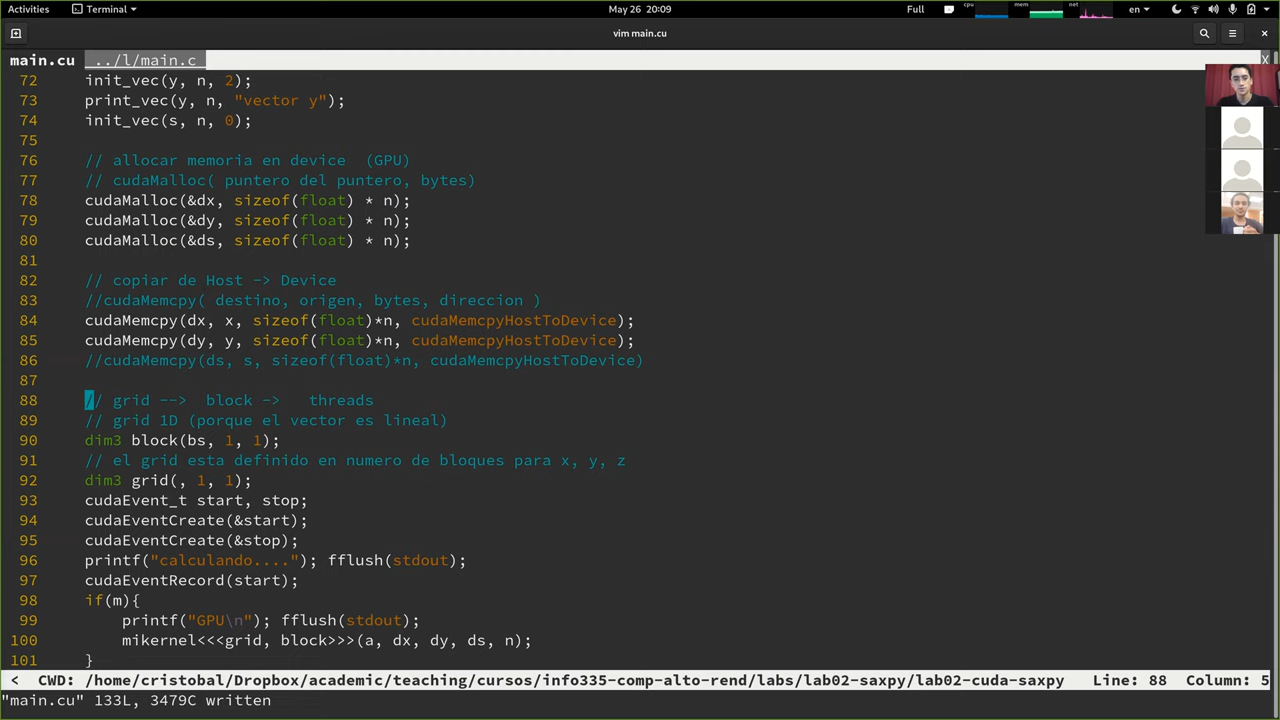 Activities Terminal May 26 20:09 Full cpu mem net en
vim main.cu
main.cu ../l/main.c X
72 init_vec(y, n, 2);
73 print_vec(y, n, "vector y");
74 init_vec(s, n, 0);
75
76 // allocar memoria en device  (GPU)
77 // cudaMalloc( puntero del puntero, bytes)
78 cudaMalloc(&dx, sizeof(float) * n);
79 cudaMalloc(&dy, sizeof(float) * n);
80 cudaMalloc(&ds, sizeof(float) * n);
81
82 // copiar de Host -> Device
83 //cudaMemcpy( destino, origen, bytes, direccion )
84 cudaMemcpy(dx, x, sizeof(float)*n, cudaMemcpyHostToDevice);
85 cudaMemcpy(dy, y, sizeof(float)*n, cudaMemcpyHostToDevice);
86 //cudaMemcpy(ds, s, sizeof(float)*n, cudaMemcpyHostToDevice)
87
88 // grid -->  block ->   threads
89 // grid 1D (porque el vector es lineal)
90 dim3 block(bs, 1, 1);
91 // el grid esta definido en numero de bloques para x, y, z
92 dim3 grid(, 1, 1);
93 cudaEvent_t start, stop;
94 cudaEventCreate(&start);
95 cudaEventCreate(&stop);
96 printf("calculando...."); fflush(stdout);
97 cudaEventRecord(start);
98 if(m){
99     printf("GPU\n"); fflush(stdout);
100     mikernel<<<grid, block>>>(a, dx, dy, ds, n);
101 }
<  CWD: /home/cristobal/Dropbox/academic/teaching/cursos/info335-comp-alto-rend/labs/lab02-saxpy/lab02-cuda-saxpy   Line: 88   Column: 5
"main.cu" 133L, 3479C written